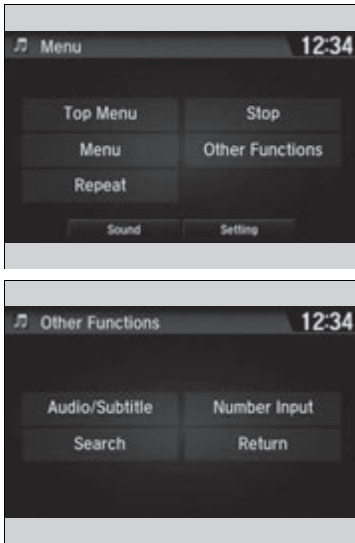 Menu 12:34
Top Menu Stop
Menu Other Functions
Repeat
Sound Setting
Other Functions 12:34
Audio/Subtitle Number Input
Search Return